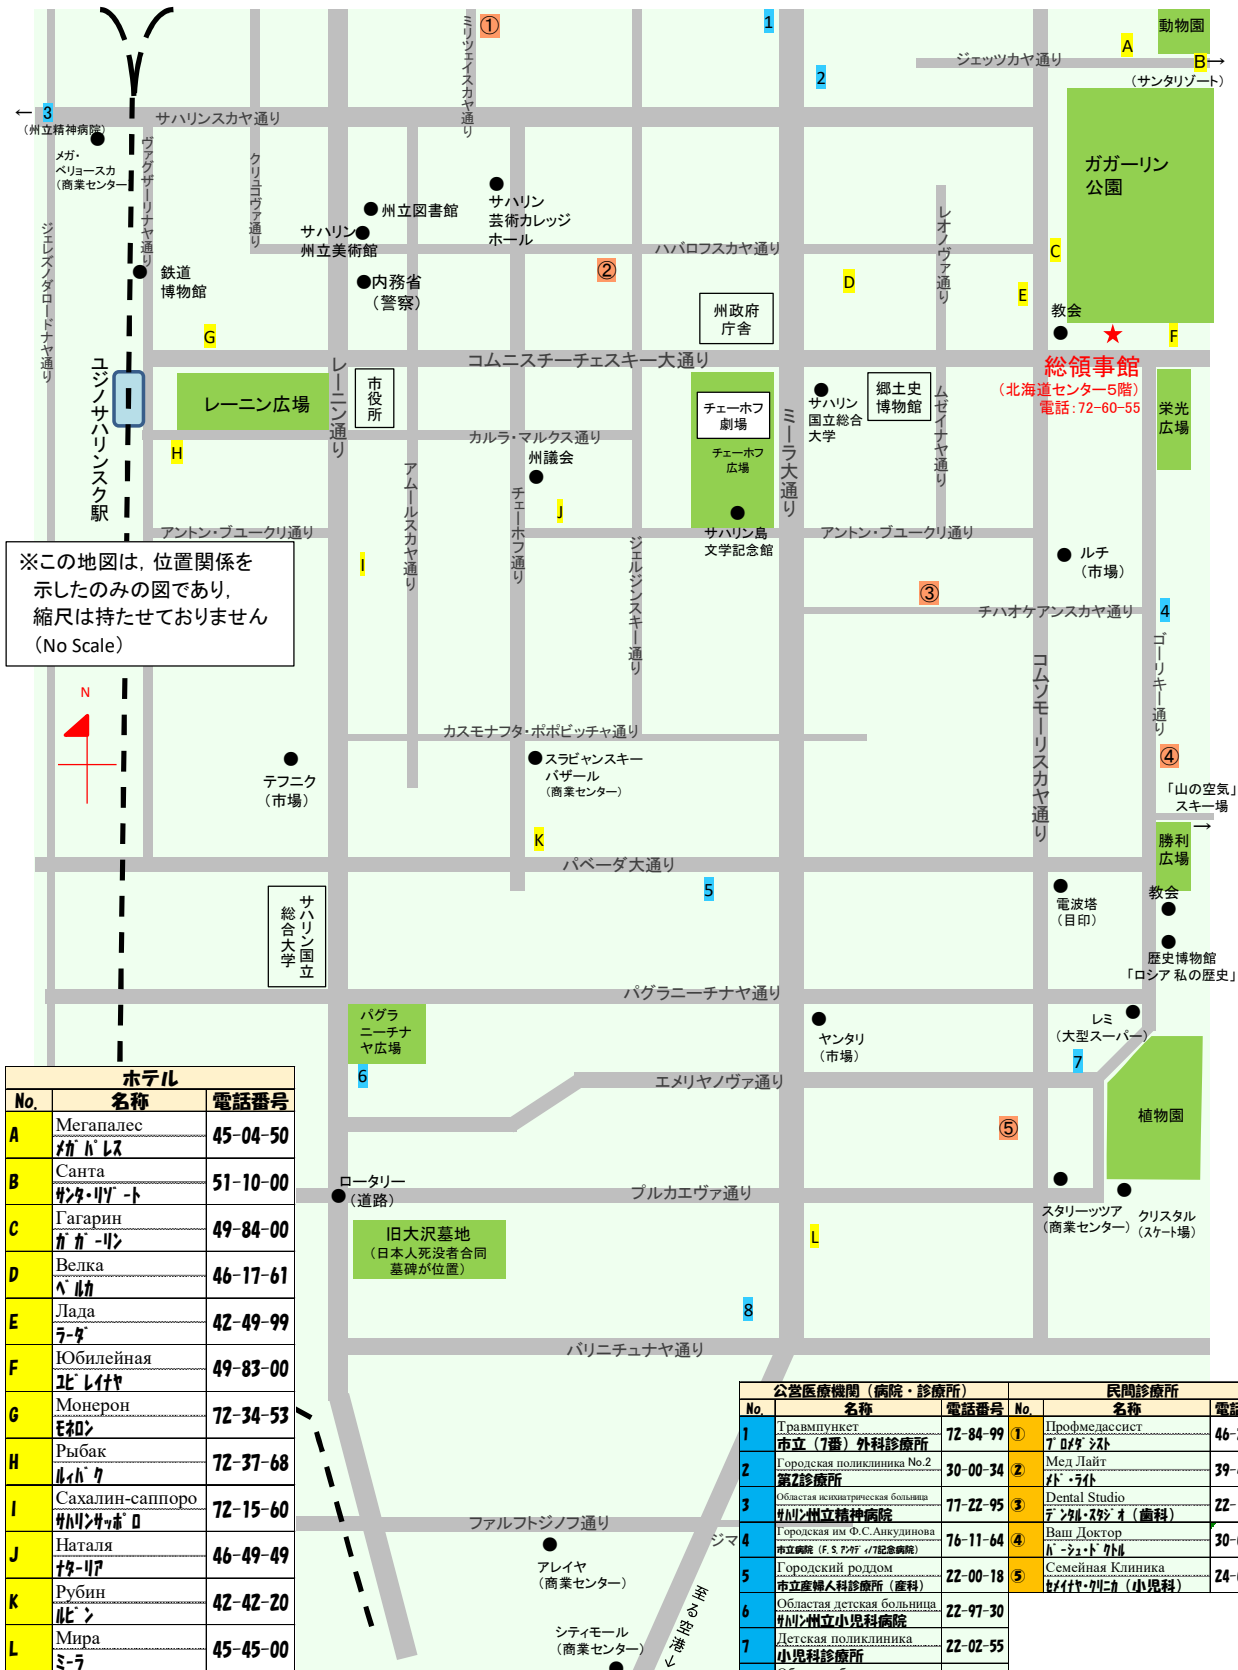 ①
1
動物園
A
ミリツェイスカヤ通り
ジェッツカヤ通り
B→
2
(サンタリゾート)
←3
(州立精神病院)
サハリンスカヤ通り
メガ・
ベリョースカ
(商業センター
ヴァグザーリナヤ通り
クリュコヴァ通り
ガガーリン
公園
州立図書館
サハリン
芸術カレッジ
ホール
サハリン
州立美術館
ハバロフスカヤ通り
レオノヴァ通り
C
ジェレズノダロードナヤ通り
鉄道
博物館
内務省
(警察)
②
D
E
州政府
庁舎
教会
★
F
G
コムニスチーチェスキー大通り
総領事館
(北海道センター5階)
電話:72-60-55
ユジノサハリンスク駅
レーニン広場
レーニン通り
市役所
チェーホフ
劇場
チェーホフ
広場
ミーラ大通り
サハリン
国立総合
大学
郷土史
博物館
ムゼイナヤ通り
栄光
広場
H
カルラ・マルクス通り
州議会
アムールスカヤ通り
チェーホフ通り
J
サハリン島
文学記念館
アントン・ブユークリ通り
アントン・ブユークリ通り
ジェルジンスキー通り
I
ルチ
(市場)
※この地図は,位置関係を
示したのみの図であり,
縮尺は持たせておりません
(No Scale)
③
チハオケアンスカヤ通り
4
ゴーリキー通り
コムソモーリスカヤ通り
N
カスモナフタ・ポポビッチャ通り
テフニク
(市場)
スラビャンスキー
バザール
(商業センター)
④
「山の空気」
スキー場
→
K
パベーダ大通り
勝利
広場
5
サハリン国立
総合大学
電波塔
(目印)
教会
歴史博物館
「ロシア 私の歴史」
パグラニーチナヤ通り
パグラ
ニーチナ
ヤ広場
ヤンタリ
(市場)
レミ
(大型スーパー)
6
エメリヤノヴァ通り
7
⑤
植物園
ロータリー
(道路)
プルカエヴァ通り
スタリーッツア
(商業センター)
クリスタル
(スケート場)
旧大沢墓地
(日本人死没者合同
墓碑が位置)
L
8
バリニチュナヤ通り
ファルフトジノフ通り
ジマ
アレイヤ
(商業センター)
シティモール
(商業センター)
至る空港↓
ホテル
No. 名称 電話番号
A Мегапалес 45-04-50
メガパレス
B Санта 51-10-00
サンタ・リゾート
C Гагарин 49-84-00
ガガーリン
D Велка 46-17-61
ベルカ
E Лада 42-49-99
ラーダ
F Юбилейная 49-83-00
ユビレイナヤ
G Монерон 72-34-53
モネロン
H Рыбак 72-37-68
ルィバク
I Сахалин-саппоро 72-15-60
サハリンサッポロ
J Наталя 46-49-49
ナターリア
K Рубин 42-42-20
ルビン
L Мира 45-45-00
ミーラ
公営医療機関(病院・診療所) 民間診療所
No. 名称 電話番号 No. 名称 電話
1 Травмпункет 72-84-99 ① Профмедассист 46-
市立(7番)外科診療所 プロメダシスト
2 Городская поликлиника No.2 30-00-34 ② Мед Лайт 39-
第2診療所 メド・ライト
3 Областая психиатрическая больница 77-22-95 ③ Dental Studio 22-
サハリン州立精神病院 デンタル・スタジオ(歯科)
4 Городская им Ф.С.Анкудинова 76-11-64 ④ Ваш Доктор 30-
バーシュ・ドクトル
5 Городский роддом 22-00-18 ⑤ Семейная Клиника 24-
市立産婦人科診療所(産科) セメイナヤ・クリニカ(小児科)
6 Областая детская больница 22-97-30
サハリン州立小児科病院
7 Детская поликлиника 22-02-55
小児科診療所